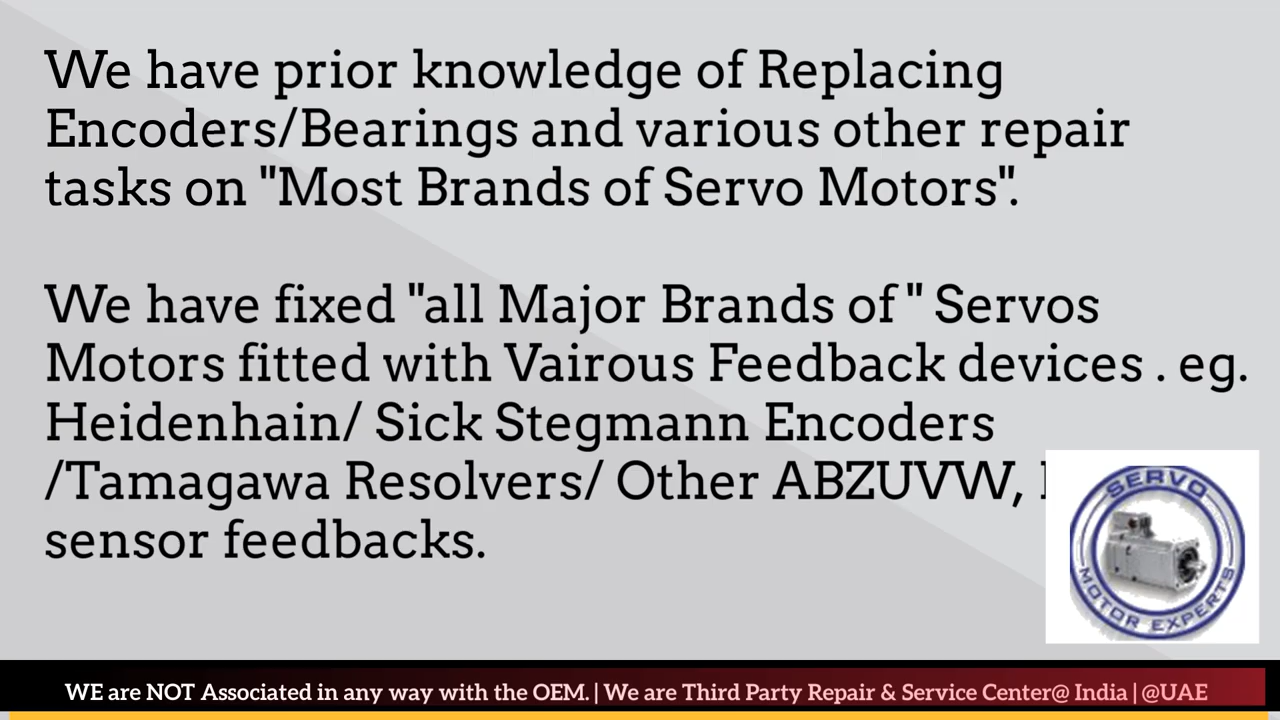 We have prior knowledge of Replacing
Encoders/Bearings and various other repair
tasks on "Most Brands of Servo Motors".
We have fixed "all Major Brands of " Servos
Motors fitted with Vairous Feedback devices . eg.
Heidenhain/ Sick Stegmann Encoders
/Tamagawa Resolvers/ Other ABZUVW,
sensor feedbacks.
SERVO
MOTOR EXPERTS
WE are NOT Associated in any way with the OEM. | We are Third Party Repair & Service Center@ India | @UAE